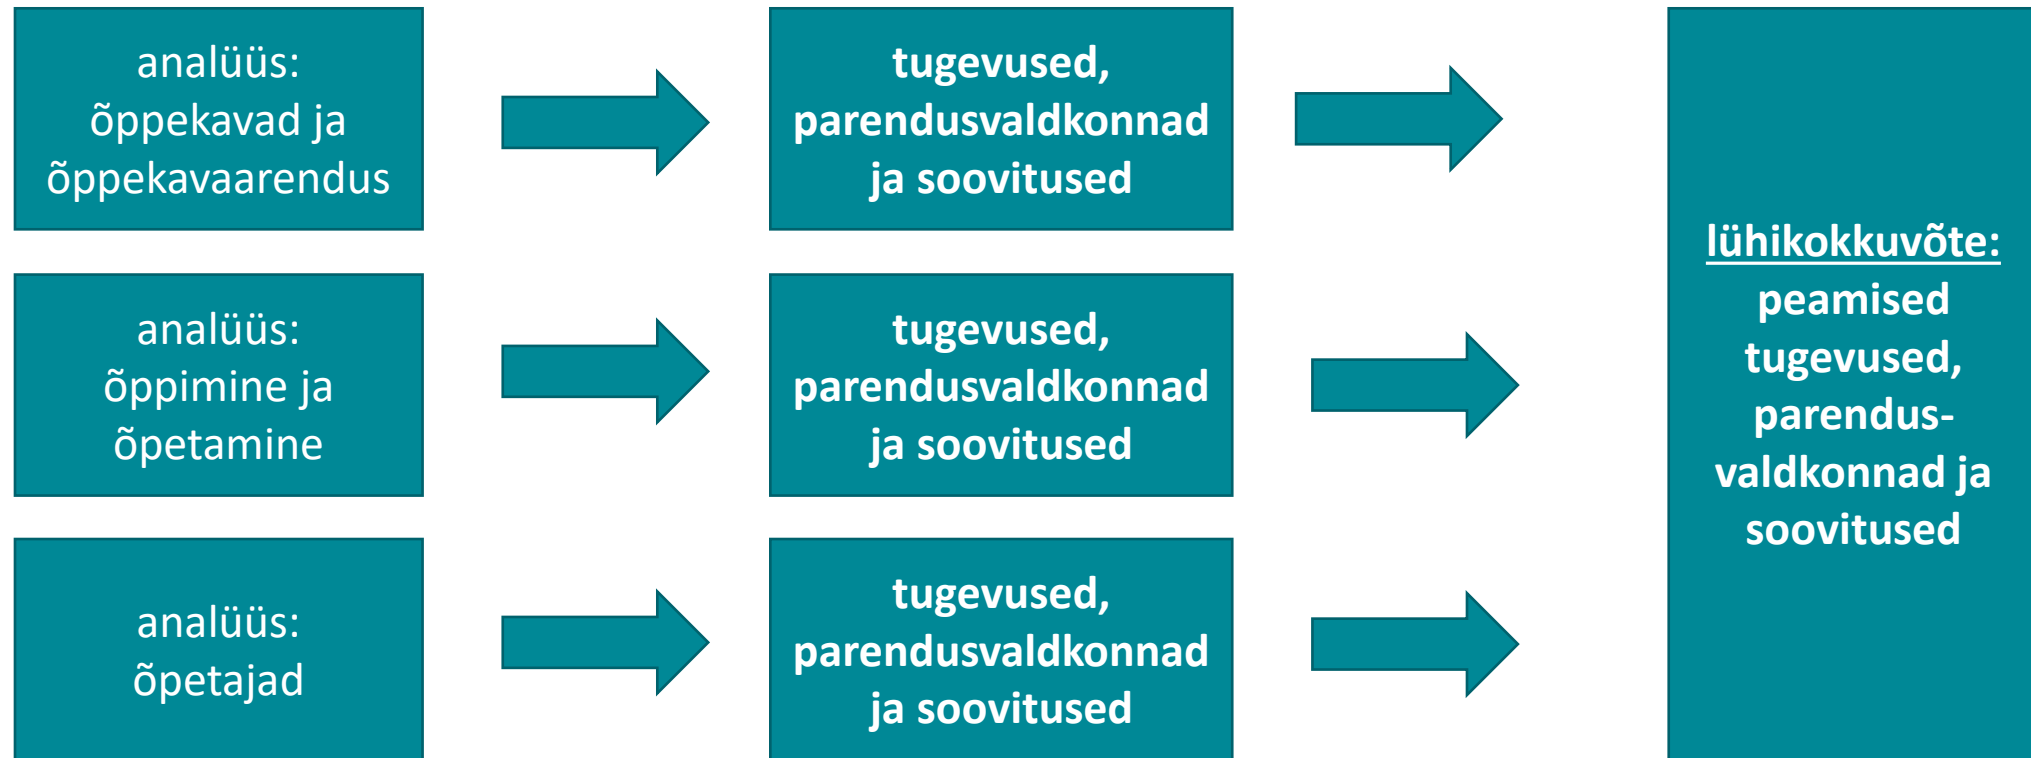 analüüs:
õppekavad ja
õppekavaarendus
tugevused,
parendusvaldkonnad
ja soovitused
analüüs:
õppimine ja
õpetamine
tugevused,
parendusvaldkonnad
ja soovitused
analüüs:
õpetajad
tugevused,
parendusvaldkonnad
ja soovitused
lühikokkuvõte:
peamised
tugevused,
parendus-
valdkonnad ja
soovitused